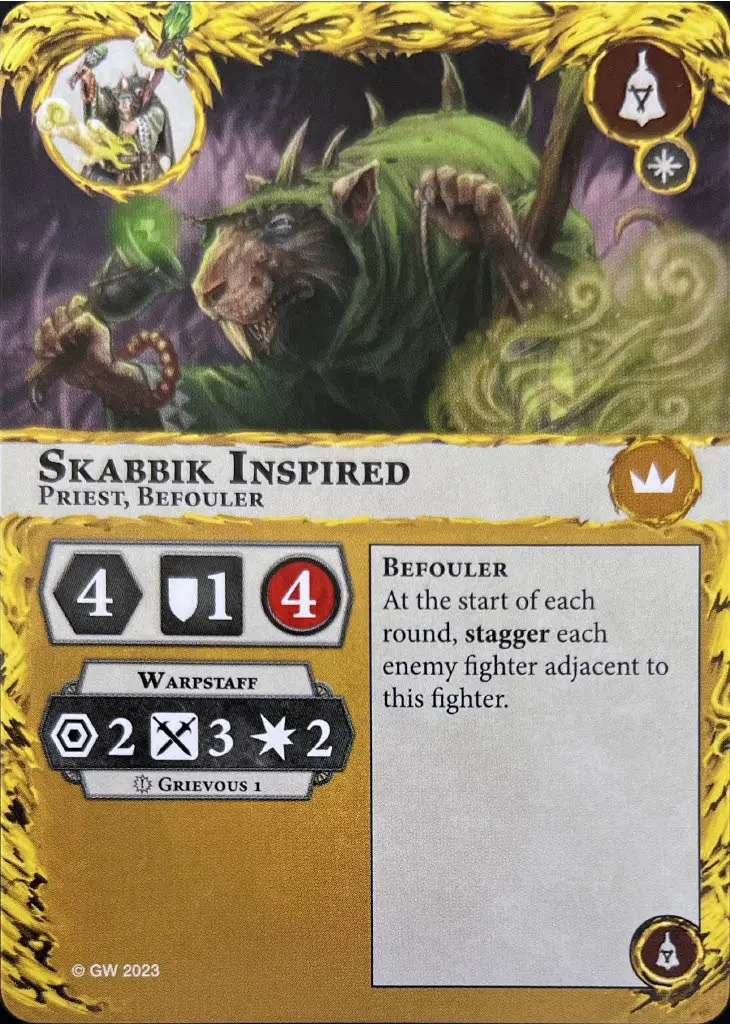 Skabbik Inspired
Priest, Befouler
4 1 4
Warpstaff
2 3 2
Grievous 1
Befouler
At the start of each
round, stagger each
enemy fighter adjacent to
this fighter.
© GW 2023